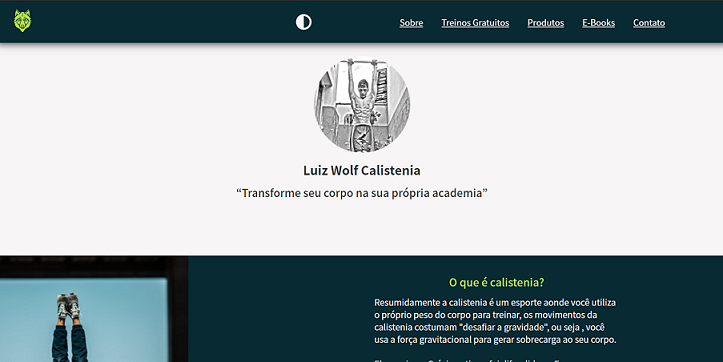 Sobre Treinos Gratuitos Produtos E-Books Contato
Luiz Wolf Calistenia
“Transforme seu corpo na sua própria academia”
O que é calistenia?
Resumidamente a calistenia é um esporte aonde você utiliza
o próprio peso do corpo para treinar, os movimentos da
calistenia costumam "desafiar a gravidade", ou seja , você
usa a força gravitacional para gerar sobrecarga ao seu corpo.